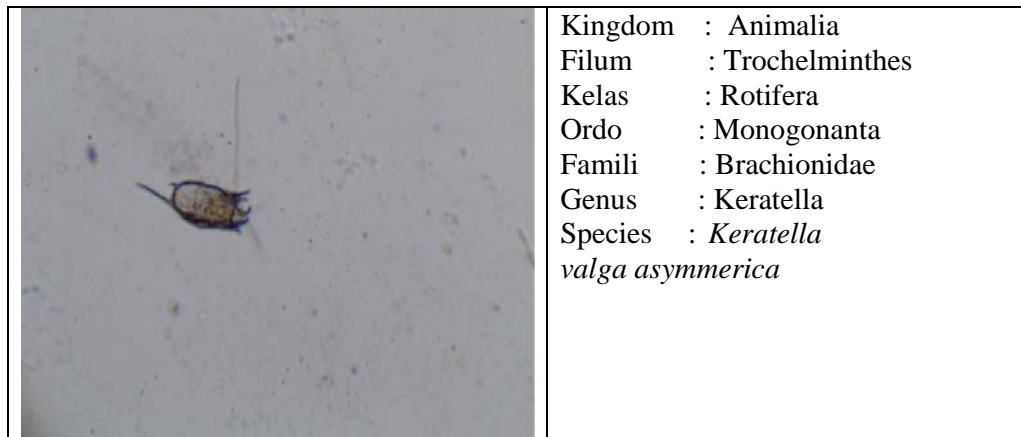 Kingdom : Animalia
Filum : Trochelminthes
Kelas : Rotifera
Ordo : Monogonanta
Famili : Brachionidae
Genus : Keratella
Species : Keratella
valga asymmerica